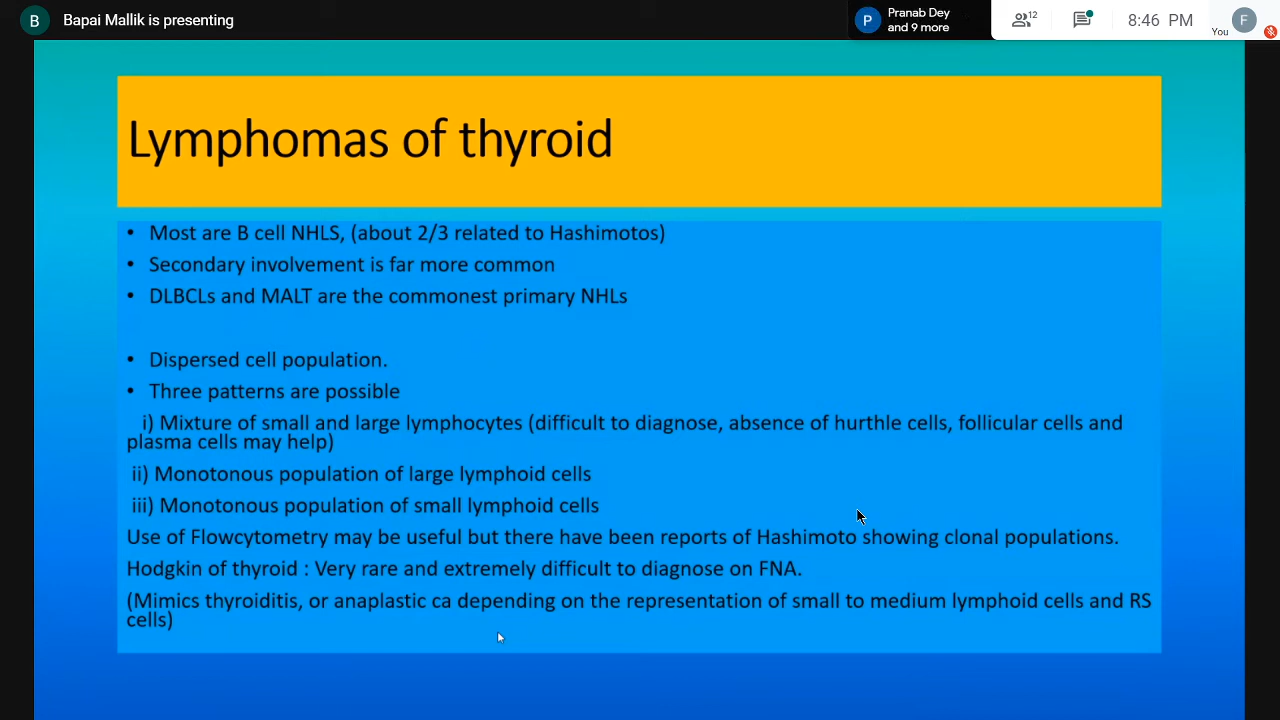 B Bapai Mallik is presenting
P Pranab Dey
and 9 more
12
8:46 PM
You F
Lymphomas of thyroid
• Most are B cell NHLS, (about 2/3 related to Hashimotos)
• Secondary involvement is far more common
• DLBCLs and MALT are the commonest primary NHLs
• Dispersed cell population.
• Three patterns are possible
i) Mixture of small and large lymphocytes (difficult to diagnose, absence of hurthle cells, follicular cells and
plasma cells may help)
ii) Monotonous population of large lymphoid cells
iii) Monotonous population of small lymphoid cells
Use of Flowcytometry may be useful but there have been reports of Hashimoto showing clonal populations.
Hodgkin of thyroid : Very rare and extremely difficult to diagnose on FNA.
(Mimics thyroiditis, or anaplastic ca depending on the representation of small to medium lymphoid cells and RS
cells)